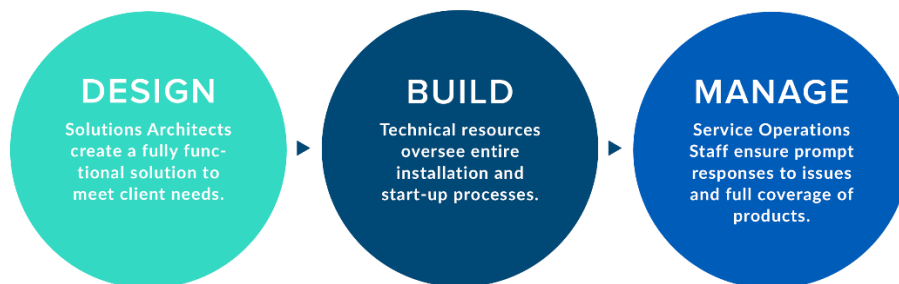 DESIGN
Solutions Architects
create a fully func-
tional solution to
meet client needs.
BUILD
Technical resources
oversee entire
installation and
start-up processes.
MANAGE
Service Operations
Staff ensure prompt
responses to issues
and full coverage of
products.